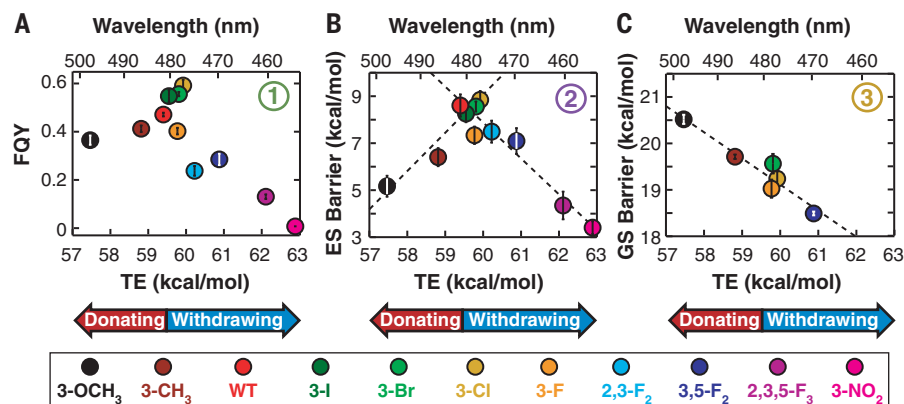 A
Wavelength (nm)
500 490 480 470 460
0.6
0.4
0.2
0
FQY
1
57 58 59 60 61 62 63
TE (kcal/mol)
Donating Withdrawing
B
Wavelength (nm)
500 490 480 470 460
9
7
5
3
ES Barrier (kcal/mol)
2
57 58 59 60 61 62 63
TE (kcal/mol)
Donating Withdrawing
C
Wavelength (nm)
500 490 480 470 460
21
20
19
18
GS Barrier (kcal/mol)
3
57 58 59 60 61 62 63
TE (kcal/mol)
Donating Withdrawing
3-OCH₃ 3-CH₃ WT 3-I 3-Br 3-Cl 3-F 2,3-F₂ 3,5-F₂ 2,3,5-F₃ 3-NO₂